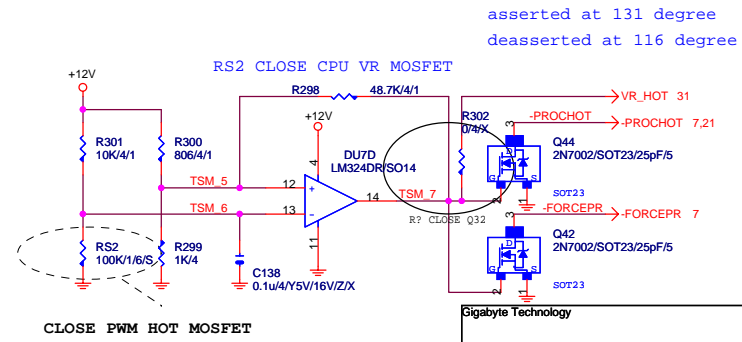 asserted at 131 degree
deasserted at 116 degree
RS2 CLOSE CPU VR MOSFET
+12V
R298
48.7K/4/1
VR_HOT 31
R302
0/4/X
-PROCHOT
3
-PROCHOT 7,21
+12V
R301
10K/4/1
R300
806/4/1
DU7D
LM324DR/SO14
D
G
S
Q44
2N7002/SOT23/25pF/5
4
TSM_5
12
+
14
TSM_7
2
1
SOT23
TSM_6
13
-
R? CLOSE Q32
3
-FORCEPR
-FORCEPR 7
11
RS2
100K/1/6/S
R299
1K/4
D
G
S
Q42
2N7002/SOT23/25pF/5
C138
0.1u/4/Y5V/16V/Z/X
2
1
SOT23
Gigabyte Technology
CLOSE PWM HOT MOSFET